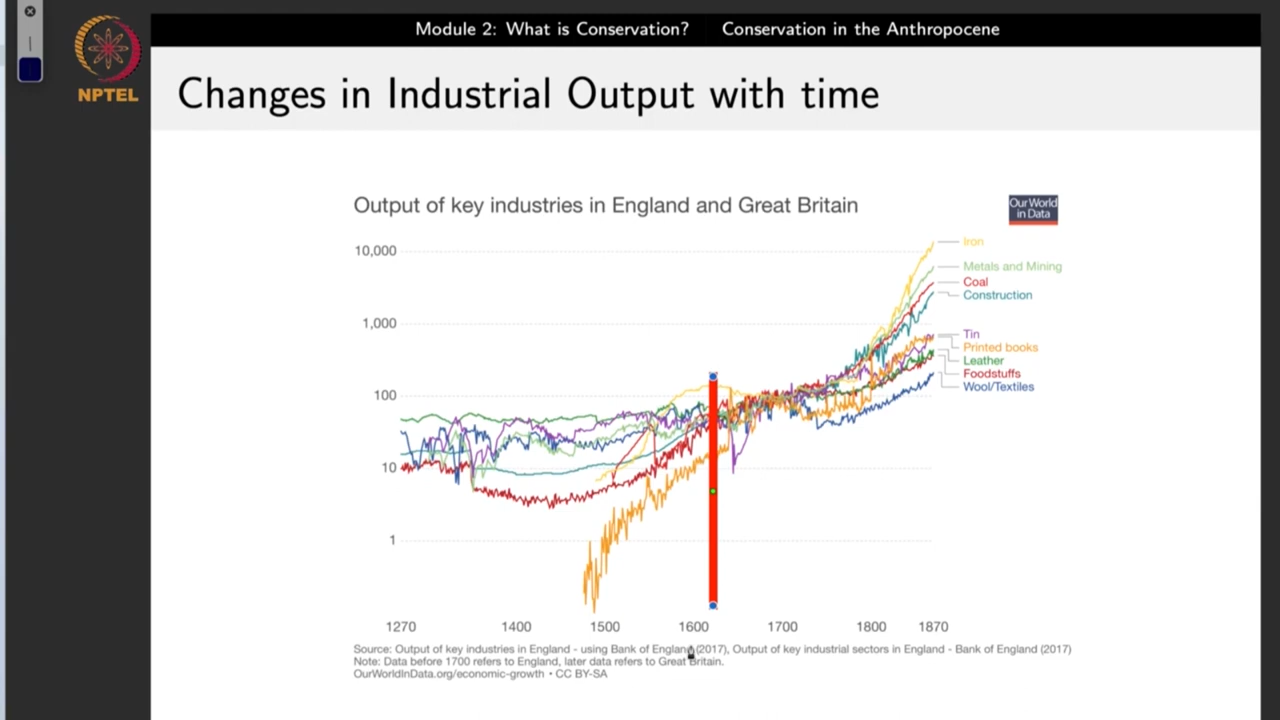 Module 2: What is Conservation? Conservation in the Anthropocene
NPTEL
Changes in Industrial Output with time
Output of key industries in England and Great Britain
Our World
in Data
10,000
1,000
100
10
1
Iron
Metals and Mining
Coal
Construction
Tin
Printed books
Leather
Foodstuffs
Wool/Textiles
1270 1400 1500 1600 1700 1800 1870
Source: Output of key industries in England - using Bank of England (2017), Output of key industrial sectors in England - Bank of England (2017)
Note: Data before 1700 refers to England, later data refers to Great Britain.
OurWorldInData.org/economic-growth • CC BY-SA